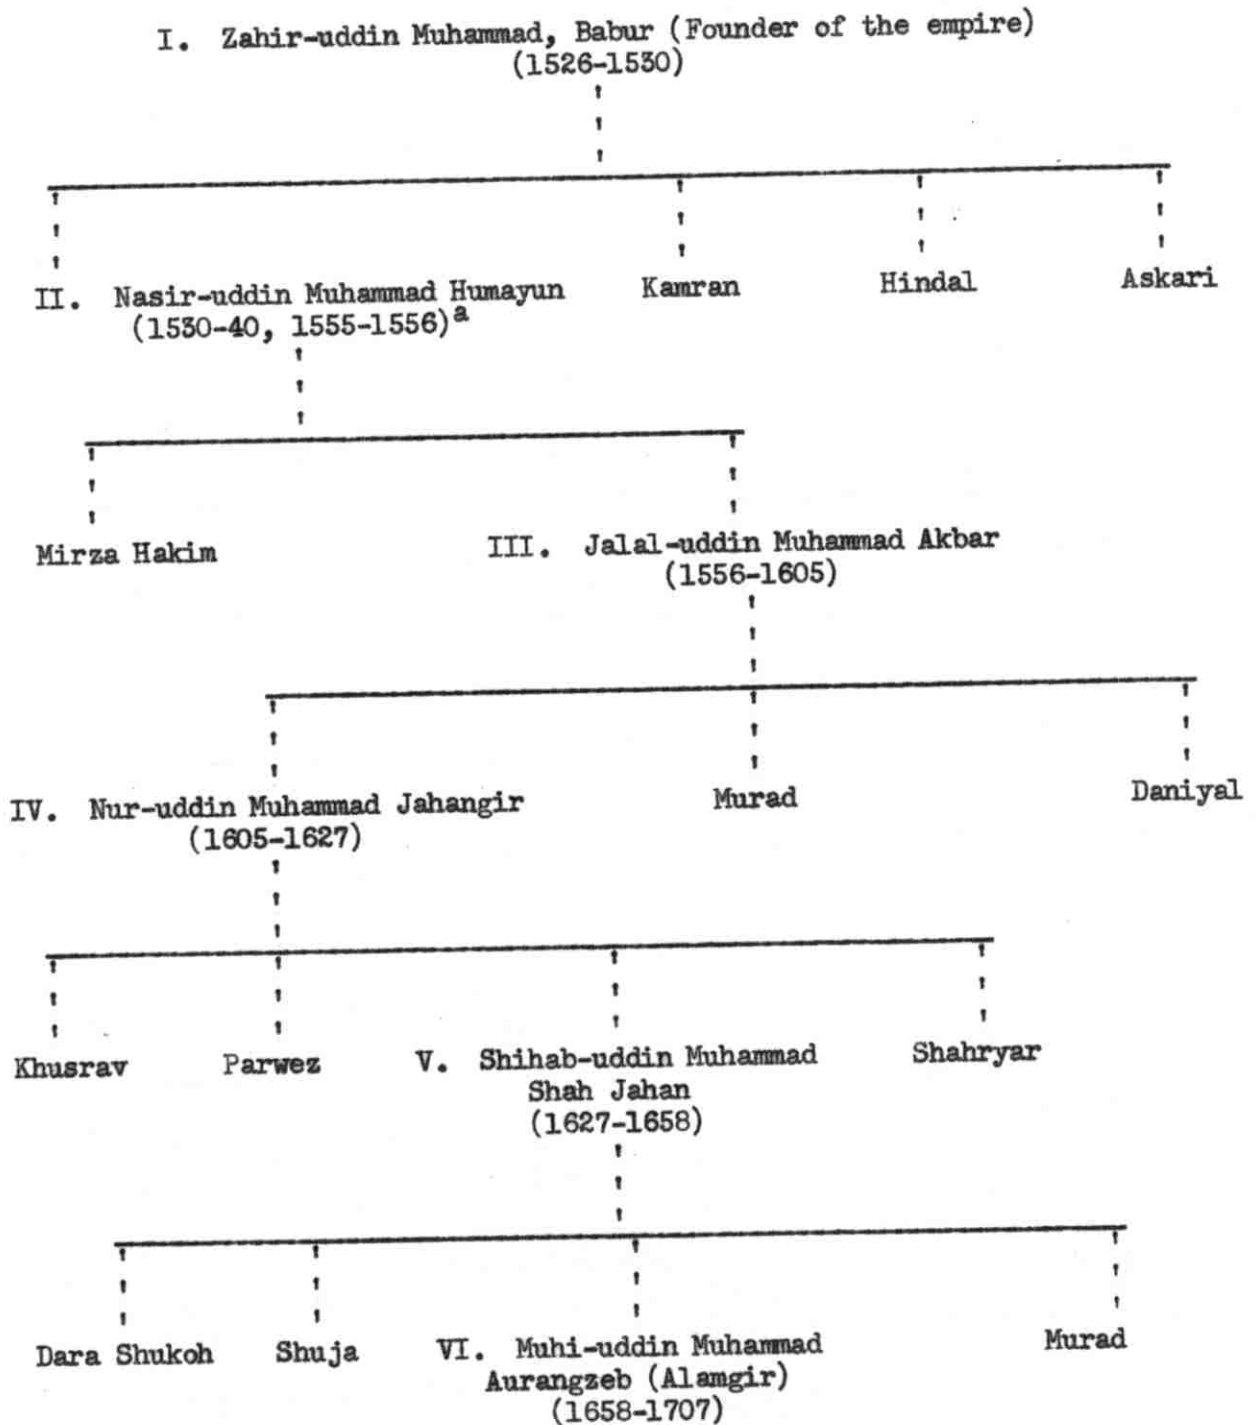 I. Zahir-uddin Muhammad, Babur (Founder of the empire)
(1526-1530)
II. Nasir-uddin Muhammad Humayun
(1530-40, 1555-1556)a
Kamran
Hindal
Askari
Mirza Hakim
III. Jalal-uddin Muhammad Akbar
(1556-1605)
IV. Nur-uddin Muhammad Jahangir
(1605-1627)
Murad
Daniyal
Khusrav
Parwez
V. Shihab-uddin Muhammad
Shah Jahan
(1627-1658)
Shahryar
Dara Shukoh
Shuja
VI. Muhi-uddin Muhammad
Aurangzeb (Alamgir)
(1658-1707)
Murad